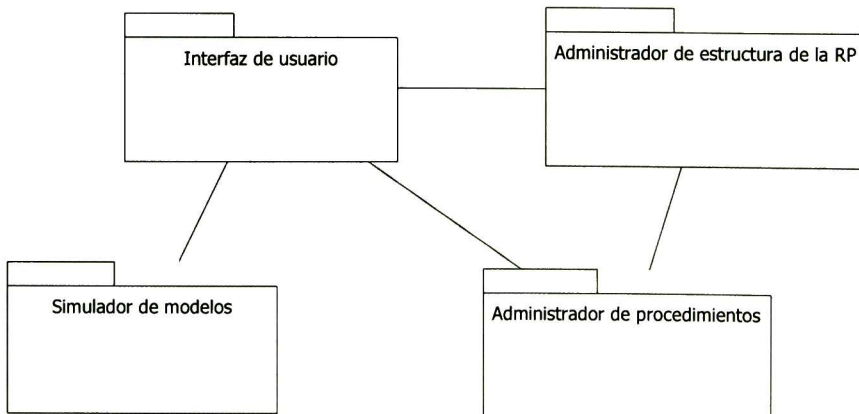 Interfaz de usuario
Administrador de estructura de la RP
Simulador de modelos
Administrador de procedimientos